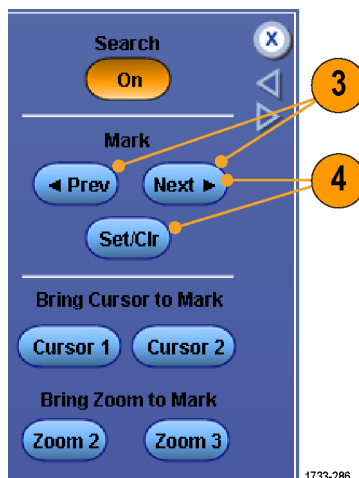 Search
X
On
3
Mark
◄ Prev Next ►
4
Set/Clr
Bring Cursor to Mark
Cursor 1 Cursor 2
Bring Zoom to Mark
Zoom 2 Zoom 3
1733-286